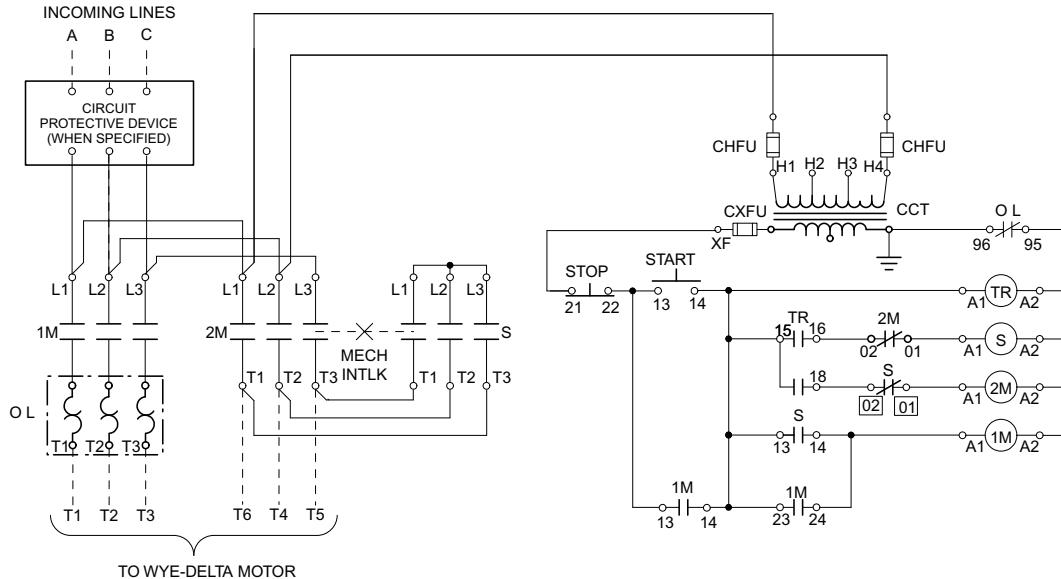 INCOMING LINES
A B C
CIRCUIT
PROTECTIVE DEVICE
(WHEN SPECIFIED)
CHFU H1 H2 H3 H4 CHFU
CXFU CCT O L
XF 96 95
L1 L2 L3 L1 L2 L3 L1 L2 L3
STOP START
21 22 13 14 A1 TR A2
1M 2M S
MECH
INTLK
15 TR 16 2M
02 01 A1 S A2
T1 T2 T3 T1 T2 T3
18 S
02 01 A1 2M A2
O L
T1 T2 T3
S
13 14 A1 1M A2
T1 T2 T3 T6 T4 T5
1M 1M
13 14 23 24
TO WYE-DELTA MOTOR